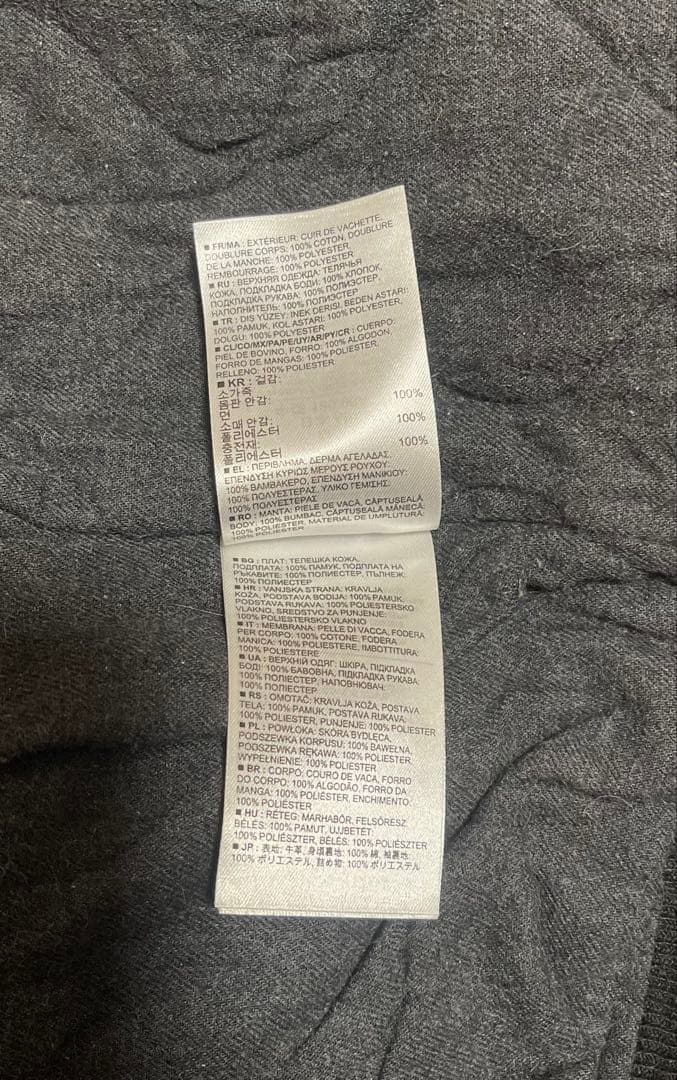 ■ FR/MA : EXTÉRIEUR: CUIR DE VACHETTE,
DOUBLURE CORPS: 100% COTON, DOUBLURE
DE LA MANCHE: 100% POLYESTER,
REMBOURRAGE: 100% POLYESTER
■ RU : ВЕРХНЯЯ ОДЕЖДА: ТЕЛЯЧЬЯ
КОЖА, ПОДКЛАДКА БОДИ: 100% ХЛОПОК,
ПОДКЛАДКА РУКАВА: 100% ПОЛИЭСТЕР,
НАПОЛНИТЕЛЬ: 100% ПОЛИЭСТЕР
■ TR : DIS YÜZEY: INEK DERISI, BEDEN ASTARI:
100% PAMUK, KOL ASTARI: 100% POLYESTER,
DOLGU: 100% POLYESTER
■ CL/CO/MX/PA/PE/UY/AR/PY/CR : CUERPO:
PIEL DE BOVINO, FORRO: 100% ALGODON,
FORRO DE MANGAS: 100% POLIESTER,
RELLENO: 100% POLIESTER
■ KR : 겉감:
소가죽
몸판 안감: 100%
면
소매 안감: 100%
폴리에스터
충전재: 100%
폴리에스터
■ EL : ΠΕΡΙΒΛΗΜΑ: ΔΕΡΜΑ ΑΓΕΛΑΔΑΣ,
ΕΠΕΝΔΥΣΗ ΚΥΡΙΩΣ ΜΕΡΟΥΣ ΡΟΥΧΟΥ:
100% ΒΑΜΒΑΚΕΡΟ, ΕΠΕΝΔΥΣΗ ΜΑΝΙΚΙΟΥ:
100% ΠΟΛΥΕΣΤΕΡΑΣ, ΥΛΙΚΟ ΓΕΜΙΣΗΣ:
100% ΠΟΛΥΕΣΤΕΡΑΣ
■ RO : MANTA: PIELE DE VACĂ, CĂPTUȘEALĂ
BODY: 100% BUMBAC, CĂPTUȘEALĂ MÂNECĂ:
100% POLIESTER, MATERIAL DE UMPLUTURĂ:
100% POLIESTER
■ BG : ПЛАТ: ТЕЛЕШКА КОЖА,
ПОДПЛАТА: 100% ПАМУК, ПОДПЛАТА НА
РЪКАВИТЕ: 100% ПОЛИЕСТЕР, ПЪЛНЕЖ:
100% ПОЛИЕСТЕР
■ HR : VANJSKA STRANA: KRAVLJA
KOŽA, PODSTAVA BODIJA: 100% PAMUK,
PODSTAVA RUKAVA: 100% POLIESTERSKO
VLAKNO, SREDSTVO ZA PUNJENJE:
100% POLIESTERSKO VLAKNO
■ IT : MEMBRANA: PELLE DI VACCA, FODERA
PER CORPO: 100% COTONE, FODERA
MANICA: 100% POLIESTERE, IMBOTTITURA:
100% POLIESTERE
■ UA : ВЕРХНІЙ ОДЯГ: ШКІРА, ПІДКЛАДКА
БОДІ: 100% БАВОВНА, ПІДКЛАДКА РУКАВА:
100% ПОЛІЕСТЕР, НАПОВНЮВАЧ:
100% ПОЛІЕСТЕР
■ RS : OMOTAČ: KRAVLJA KOŽA, POSTAVA
TELA: 100% PAMUK, POSTAVA RUKAVA:
100% POLIESTER, PUNJENJE: 100% POLIESTER
■ PL : POWŁOKA: SKÓRA BYDLĘCA,
PODSZEWKA KORPUSU: 100% BAWEŁNA,
PODSZEWKA RĘKAWA: 100% POLIESTER,
WYPEŁNIENIE: 100% POLIESTER
■ BR : CORPO: COURO DE VACA, FORRO
DO CORPO: 100% ALGODÃO, FORRO DA
MANGA: 100% POLIÉSTER, ENCHIMENTO:
100% POLIÉSTER
■ HU : RÉTEG: MARHABŐR, FELSŐRÉSZ
BÉLÉS: 100% PAMUT, UJJBETÉT:
100% POLIÉSZTER, BÉLÉS: 100% POLIÉSZTER
■ JP : 表地: 牛革, 身頃裏地: 100% 綿, 袖裏地:
100% ポリエステル, 詰め物: 100% ポリエステル